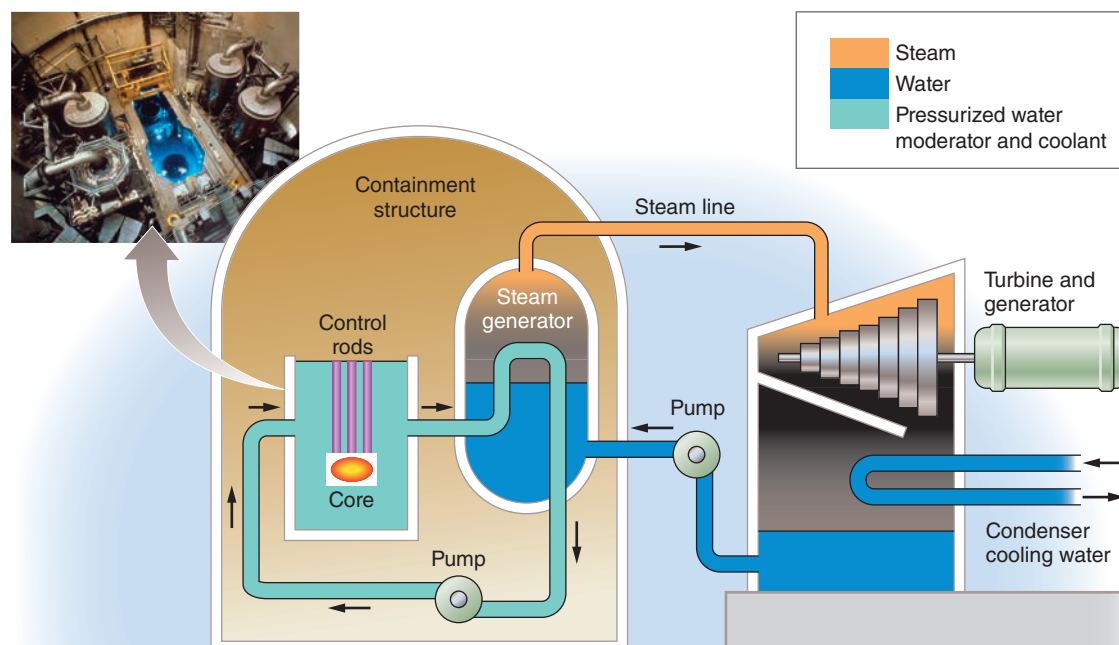 Steam
Water
Pressurized water
moderator and coolant
Containment
structure
Steam line
Steam
generator
Turbine and
generator
Control
rods
Pump
Core
Condenser
cooling water
Pump